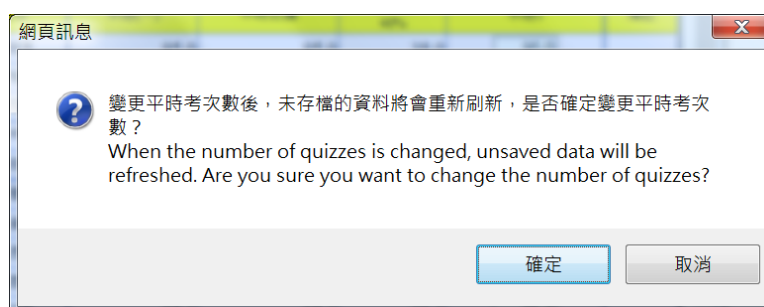 網頁訊息
X
變更平時考次數後，未存檔的資料將會重新刷新，是否確定變更平時考次
數？
When the number of quizzes is changed, unsaved data will be
refreshed. Are you sure you want to change the number of quizzes?
確定
取消